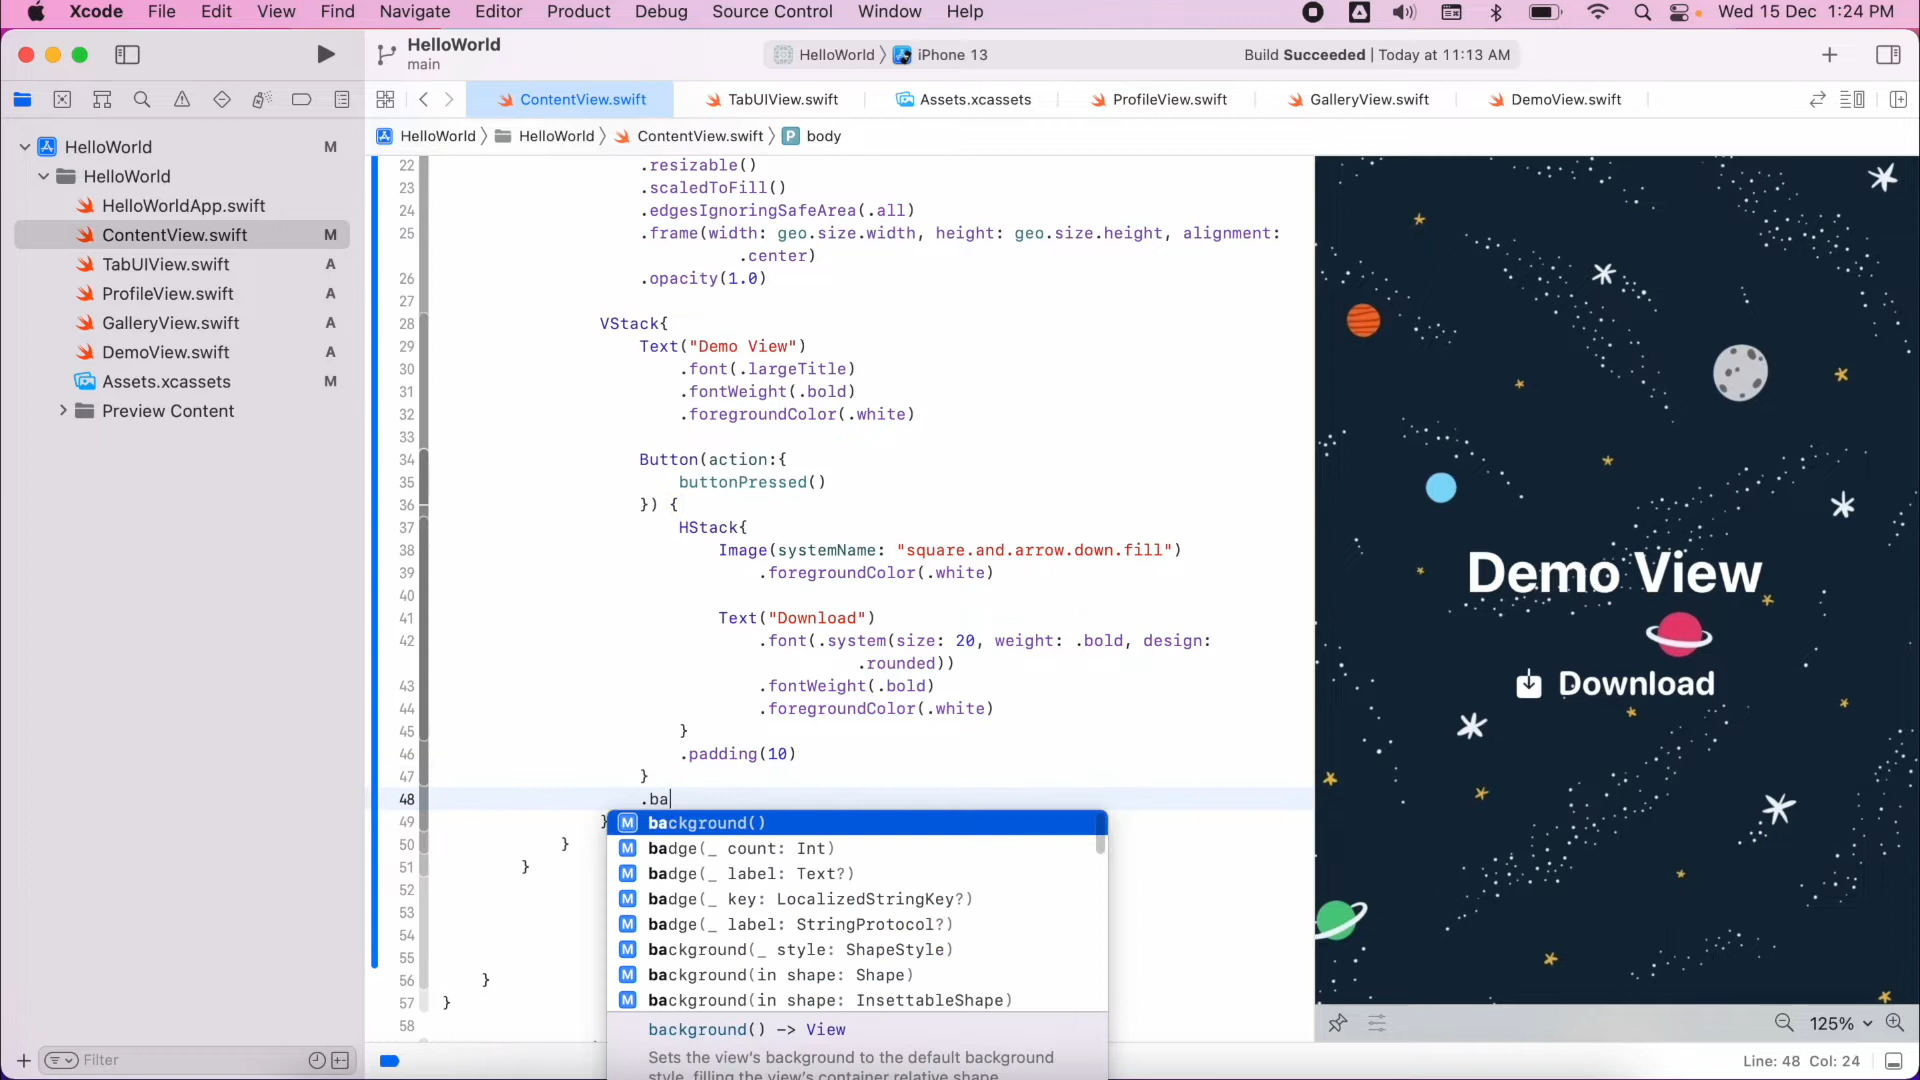 Xcode File Edit View Find Navigate Editor Product Debug Source Control Window Help Wed 15 Dec 1:24 PM
HelloWorld
main
HelloWorld 〉 iPhone 13
Build Succeeded | Today at 11:13 AM
ContentView.swift TabUIView.swift Assets.xcassets ProfileView.swift GalleryView.swift DemoView.swift
HelloWorld 〉 HelloWorld 〉 ContentView.swift 〉 P body
HelloWorld M
HelloWorld
HelloWorldApp.swift
ContentView.swift M
TabUIView.swift A
ProfileView.swift A
GalleryView.swift A
DemoView.swift A
Assets.xcassets M
Preview Content
Filter
22 .resizable()
23 .scaledToFill()
24 .edgesIgnoringSafeArea(.all)
25 .frame(width: geo.size.width, height: geo.size.height, alignment:
.center)
26 .opacity(1.0)
27
28 VStack{
29 Text("Demo View")
30 .font(.largeTitle)
31 .fontWeight(.bold)
32 .foregroundColor(.white)
33
34 Button(action:{
35 buttonPressed()
36 }) {
37 HStack{
38 Image(systemName: "square.and.arrow.down.fill")
39 .foregroundColor(.white)
40
41 Text("Download")
42 .font(.system(size: 20, weight: .bold, design:
.rounded))
43 .fontWeight(.bold)
44 .foregroundColor(.white)
45 }
46 .padding(10)
47 }
48 .ba
49 }
50 }
51 }
52
53
54
55
56 }
57 }
58
M background()
M badge(_ count: Int)
M badge(_ label: Text?)
M badge(_ key: LocalizedStringKey?)
M badge(_ label: StringProtocol?)
M background(_ style: ShapeStyle)
M background(in shape: Shape)
M background(in shape: InsettableShape)
background() -> View
Sets the view's background to the default background
style, filling the view's container relative shape
Demo View
Download
125%
Line: 48 Col: 24